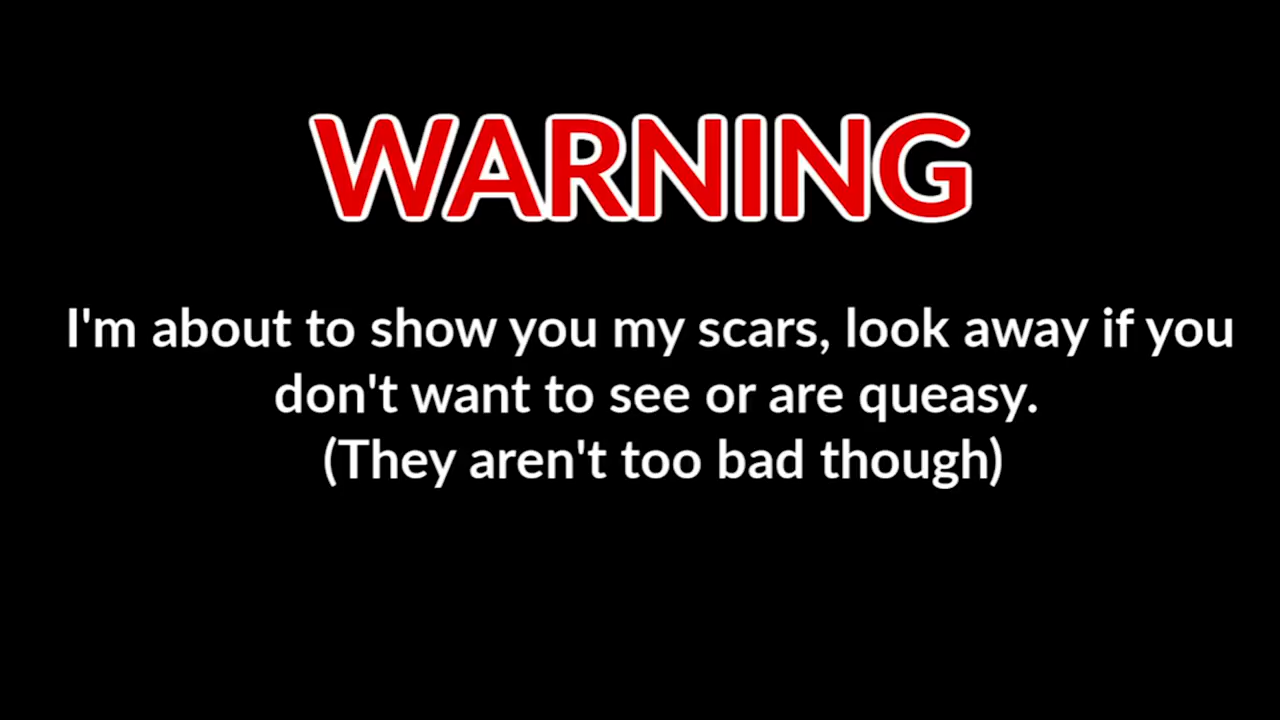 WARNING
I'm about to show you my scars, look away if you
don't want to see or are queasy.
(They aren't too bad though)